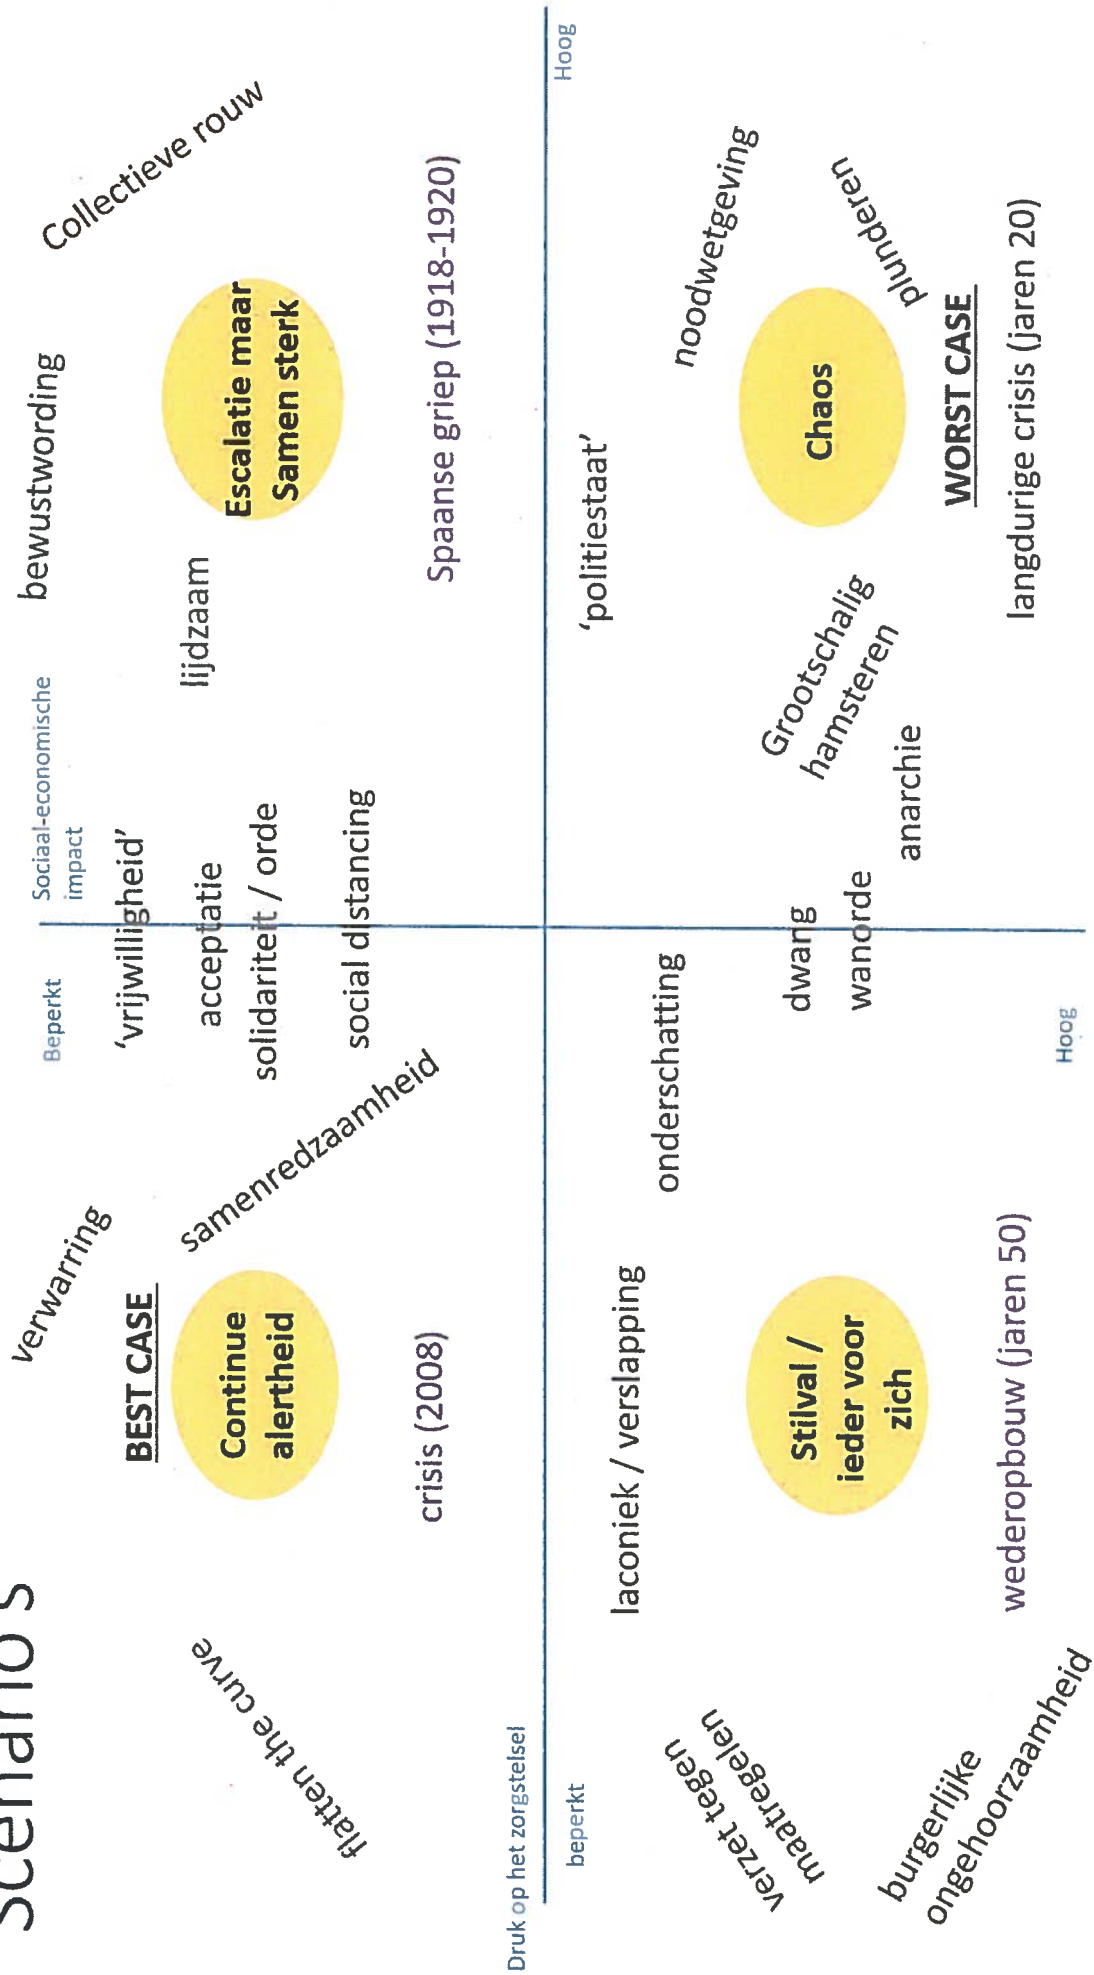 Scenario's
Beperkt
Sociaal-economische
impact
verwarring
bewustwording
Collectieve rouw
'vrijwilligheid'
BEST CASE
acceptatie
lijdzaam
samenredzaamheid
Continue
alertheid
solidariteit / orde
Escalatie maar
Samen sterk
flatten the curve
social distancing
crisis (2008)
Spaanse griep (1918-1920)
Druk op het zorgstelsel
beperkt
Hoog
laconiek / verslapping
onderschatting
'politiestaat'
noodwetgeving
verzet tegen
maatregelen
Stilval /
ieder voor
zich
dwang
wanorde
Grootschalig
hamsteren
Chaos
plunderen
anarchie
burgerlijke
ongehoorzaamheid
WORST CASE
wederopbouw (jaren 50)
langdurige crisis (jaren 20)
Hoog